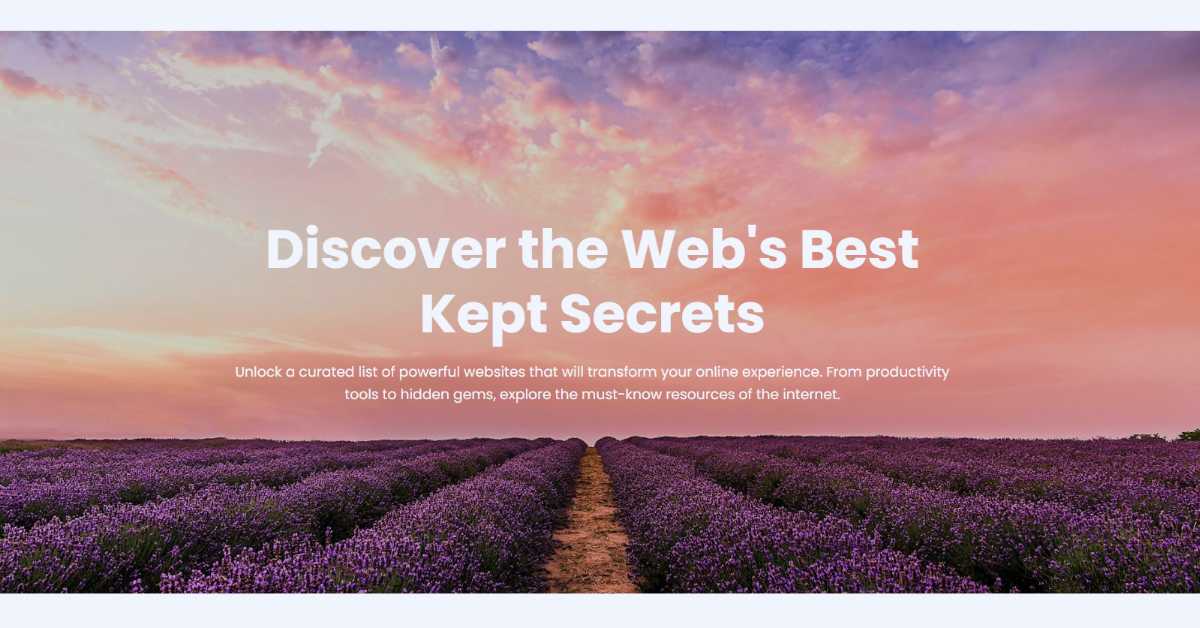 Discover the Web's Best
Kept Secrets
Unlock a curated list of powerful websites that will transform your online experience. From productivity
tools to hidden gems, explore the must-know resources of the internet.